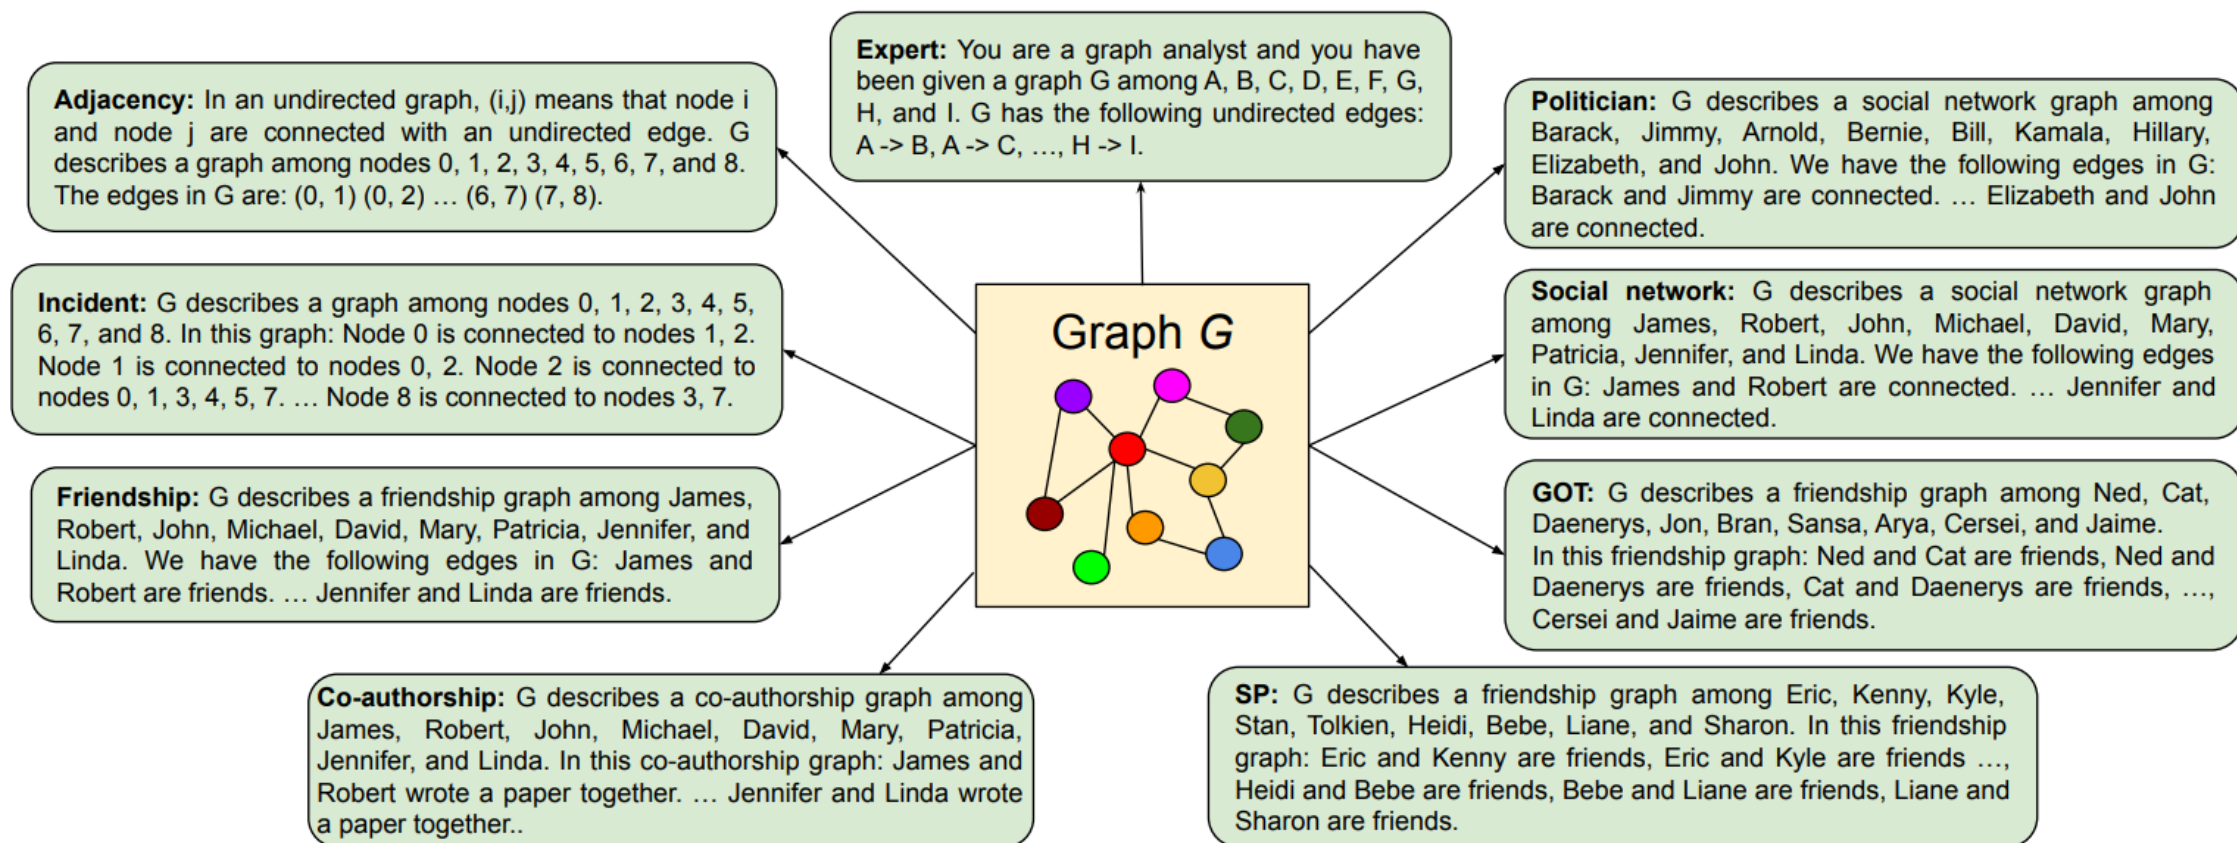 Expert: You are a graph analyst and you have
been given a graph G among A, B, C, D, E, F, G,
H, and I. G has the following undirected edges:
A -> B, A -> C, …, H -> I.
Adjacency: In an undirected graph, (i,j) means that node i
and node j are connected with an undirected edge. G
describes a graph among nodes 0, 1, 2, 3, 4, 5, 6, 7, and 8.
The edges in G are: (0, 1) (0, 2) … (6, 7) (7, 8).
Incident: G describes a graph among nodes 0, 1, 2, 3, 4, 5,
6, 7, and 8. In this graph: Node 0 is connected to nodes 1, 2.
Node 1 is connected to nodes 0, 2. Node 2 is connected to
nodes 0, 1, 3, 4, 5, 7. … Node 8 is connected to nodes 3, 7.
Friendship: G describes a friendship graph among James,
Robert, John, Michael, David, Mary, Patricia, Jennifer, and
Linda. We have the following edges in G: James and
Robert are friends. … Jennifer and Linda are friends.
Co-authorship: G describes a co-authorship graph among
James, Robert, John, Michael, David, Mary, Patricia,
Jennifer, and Linda. In this co-authorship graph: James and
Robert wrote a paper together. … Jennifer and Linda wrote
a paper together..
Graph G
Politician: G describes a social network graph among
Barack, Jimmy, Arnold, Bernie, Bill, Kamala, Hillary,
Elizabeth, and John. We have the following edges in G:
Barack and Jimmy are connected. … Elizabeth and John
are connected.
Social network: G describes a social network graph
among James, Robert, John, Michael, David, Mary,
Patricia, Jennifer, and Linda. We have the following edges
in G: James and Robert are connected. … Jennifer and
Linda are connected.
GOT: G describes a friendship graph among Ned, Cat,
Daenerys, Jon, Bran, Sansa, Arya, Cersei, and Jaime.
In this friendship graph: Ned and Cat are friends, Ned and
Daenerys are friends, Cat and Daenerys are friends, …,
Cersei and Jaime are friends.
SP: G describes a friendship graph among Eric, Kenny, Kyle,
Stan, Tolkien, Heidi, Bebe, Liane, and Sharon. In this friendship
graph: Eric and Kenny are friends, Eric and Kyle are friends …,
Heidi and Bebe are friends, Bebe and Liane are friends, Liane and
Sharon are friends.